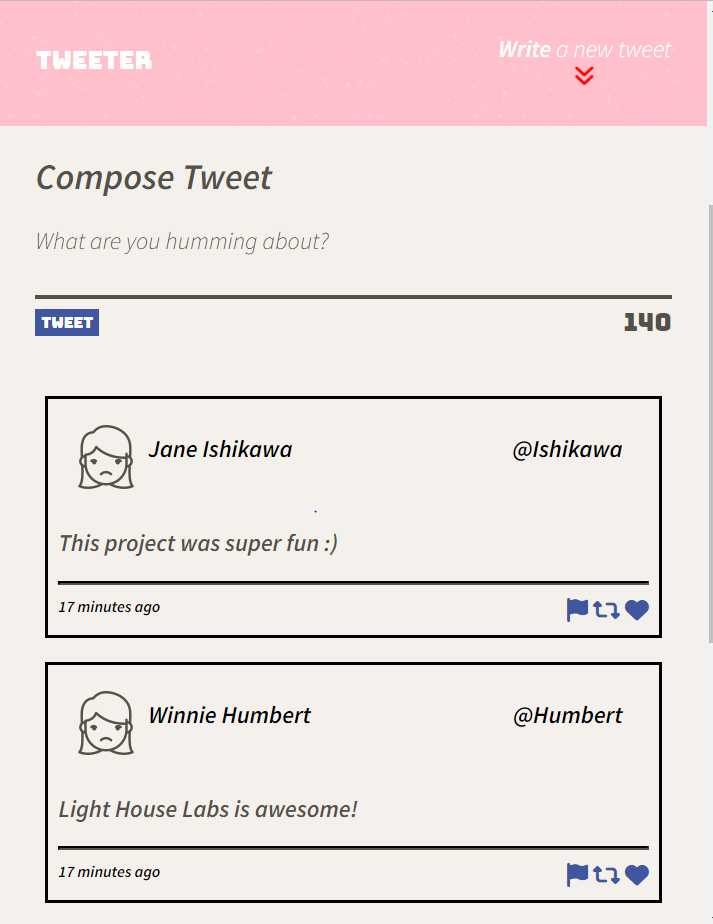 TWEETER
Write a new tweet
Compose Tweet
What are you humming about?
TWEET
140
Jane Ishikawa
@Ishikawa
This project was super fun :)
17 minutes ago
Winnie Humbert
@Humbert
Light House Labs is awesome!
17 minutes ago